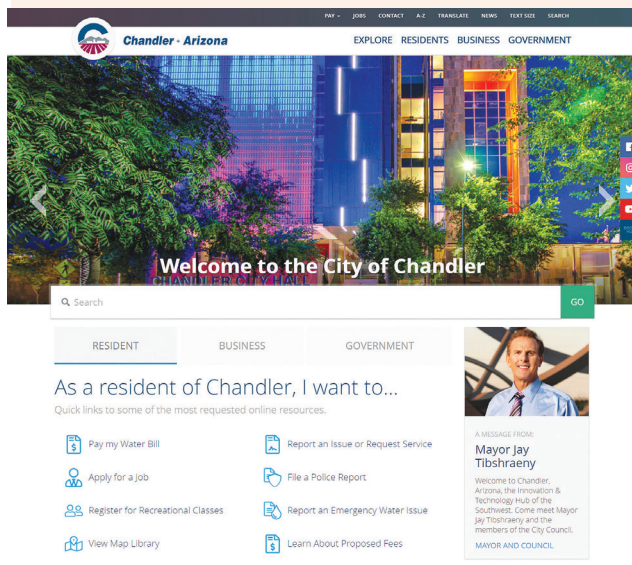 PAY JOBS CONTACT A-Z TRANSLATE NEWS TEXT SIZE SEARCH
Chandler · Arizona
EXPLORE RESIDENTS BUSINESS GOVERNMENT
Welcome to the City of Chandler
CHANDLER CITY HALL
Search
GO
RESIDENT BUSINESS GOVERNMENT
As a resident of Chandler, I want to...
Quick links to some of the most requested online resources.
Pay my Water Bill
Report an Issue or Request Service
Apply for a Job
File a Police Report
Register for Recreational Classes
Report an Emergency Water Issue
View Map Library
Learn About Proposed Fees
A MESSAGE FROM:
Mayor Jay
Tibshraeny
Welcome to Chandler,
Arizona, the Innovation &
Technology Hub of the
Southwest. Come meet Mayor
Jay Tibshraeny and the
members of the City Council.
MAYOR AND COUNCIL